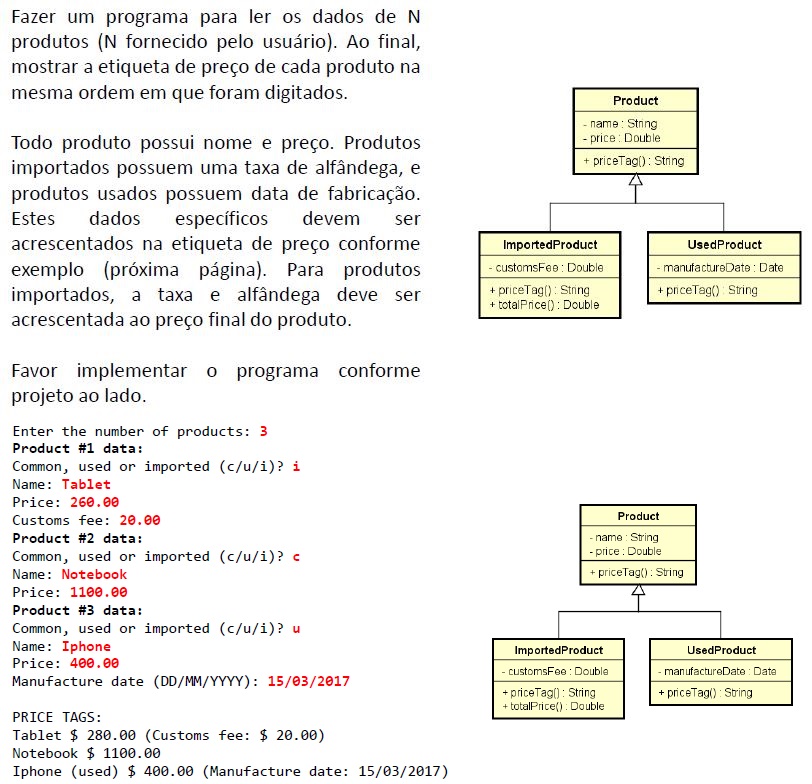 Fazer um programa para ler os dados de N
produtos (N fornecido pelo usuário). Ao final,
mostrar a etiqueta de preço de cada produto na
mesma ordem em que foram digitados.
Todo produto possui nome e preço. Produtos
importados possuem uma taxa de alfândega, e
produtos usados possuem data de fabricação.
Estes dados específicos devem ser
acrescentados na etiqueta de preço conforme
exemplo (próxima página). Para produtos
importados, a taxa e alfândega deve ser
acrescentada ao preço final do produto.
Favor implementar o programa conforme
projeto ao lado.
Product
- name : String
- price : Double
+ priceTag() : String
ImportedProduct
- customsFee : Double
+ priceTag() : String
+ totalPrice() : Double
UsedProduct
- manufactureDate : Date
+ priceTag() : String
Enter the number of products: 3
Product #1 data:
Common, used or imported (c/u/i)? i
Name: Tablet
Price: 260.00
Customs fee: 20.00
Product #2 data:
Common, used or imported (c/u/i)? c
Name: Notebook
Price: 1100.00
Product #3 data:
Common, used or imported (c/u/i)? u
Name: Iphone
Price: 400.00
Manufacture date (DD/MM/YYYY): 15/03/2017
PRICE TAGS:
Tablet $ 280.00 (Customs fee: $ 20.00)
Notebook $ 1100.00
Iphone (used) $ 400.00 (Manufacture date: 15/03/2017)
Product
- name : String
- price : Double
+ priceTag() : String
ImportedProduct
- customsFee : Double
+ priceTag() : String
+ totalPrice() : Double
UsedProduct
- manufactureDate : Date
+ priceTag() : String